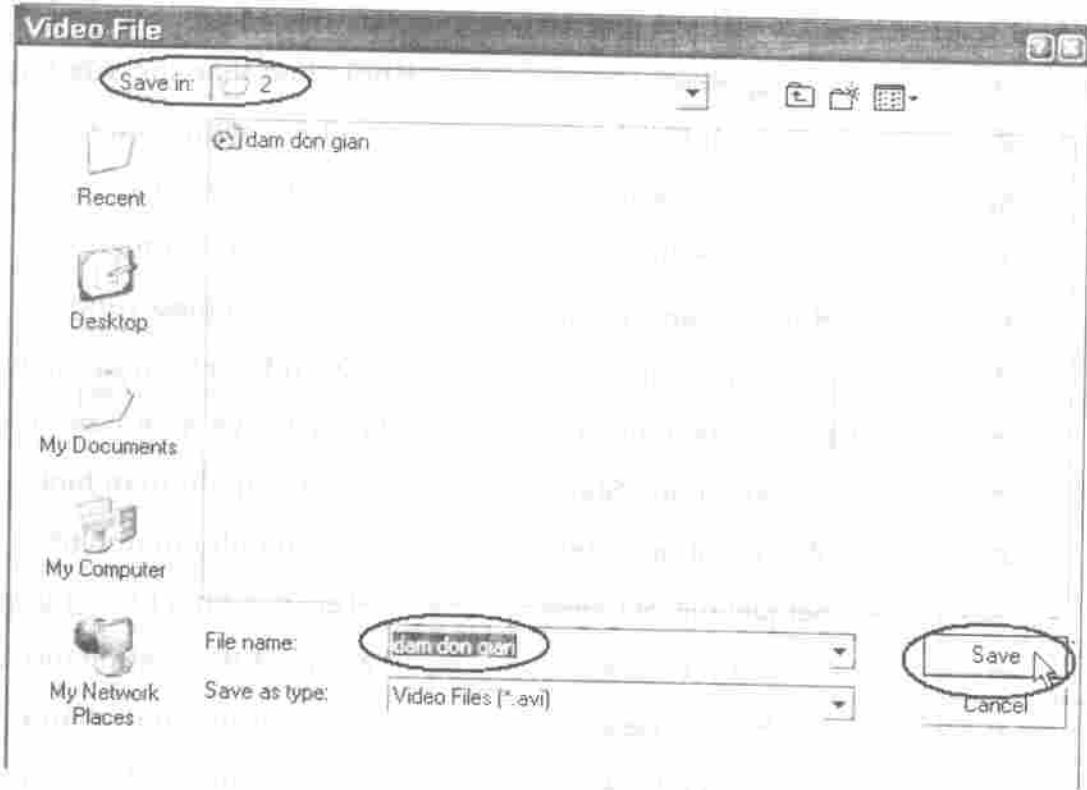 Video File
Save in: 2
dam don gian
Recent
Desktop
My Documents
My Computer
My Network
Places
File name: dam don gian
Save as type: Video Files (*.avi)
Save
Cancel